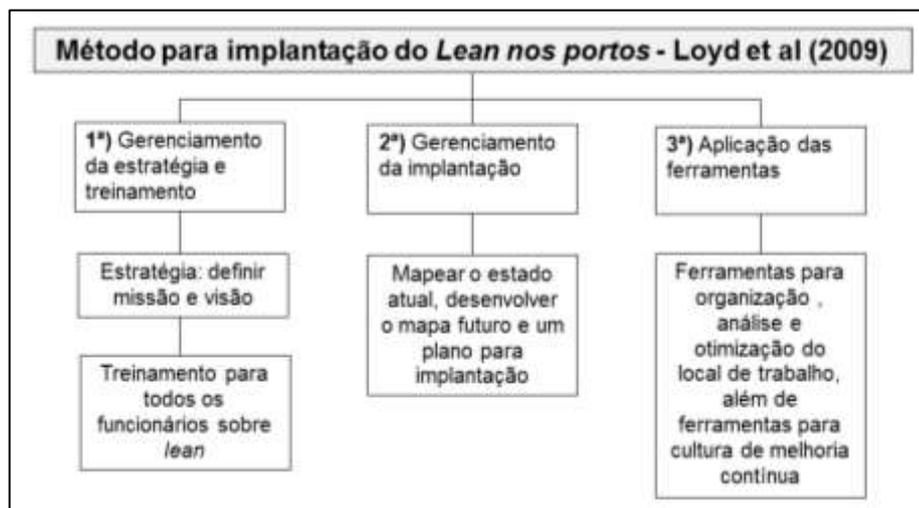 Método para implantação do Lean nos portos - Loyd et al (2009)
1ª) Gerenciamento
da estratégia e
treinamento
Estratégia: definir
missão e visão
Treinamento para
todos os
funcionários sobre
lean
2ª) Gerenciamento
da implantação
Mapear o estado
atual, desenvolver
o mapa futuro e um
plano para
implantação
3ª) Aplicação das
ferramentas
Ferramentas para
organização ,
análise e
otimização do
local de trabalho,
além de
ferramentas para
cultura de melhoria
contínua